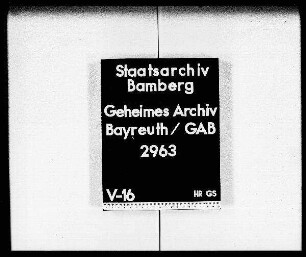 Staatsarchiv
Bamberg
Geheimes Archiv
Bayreuth / GAB
2963
V-16 HR GS